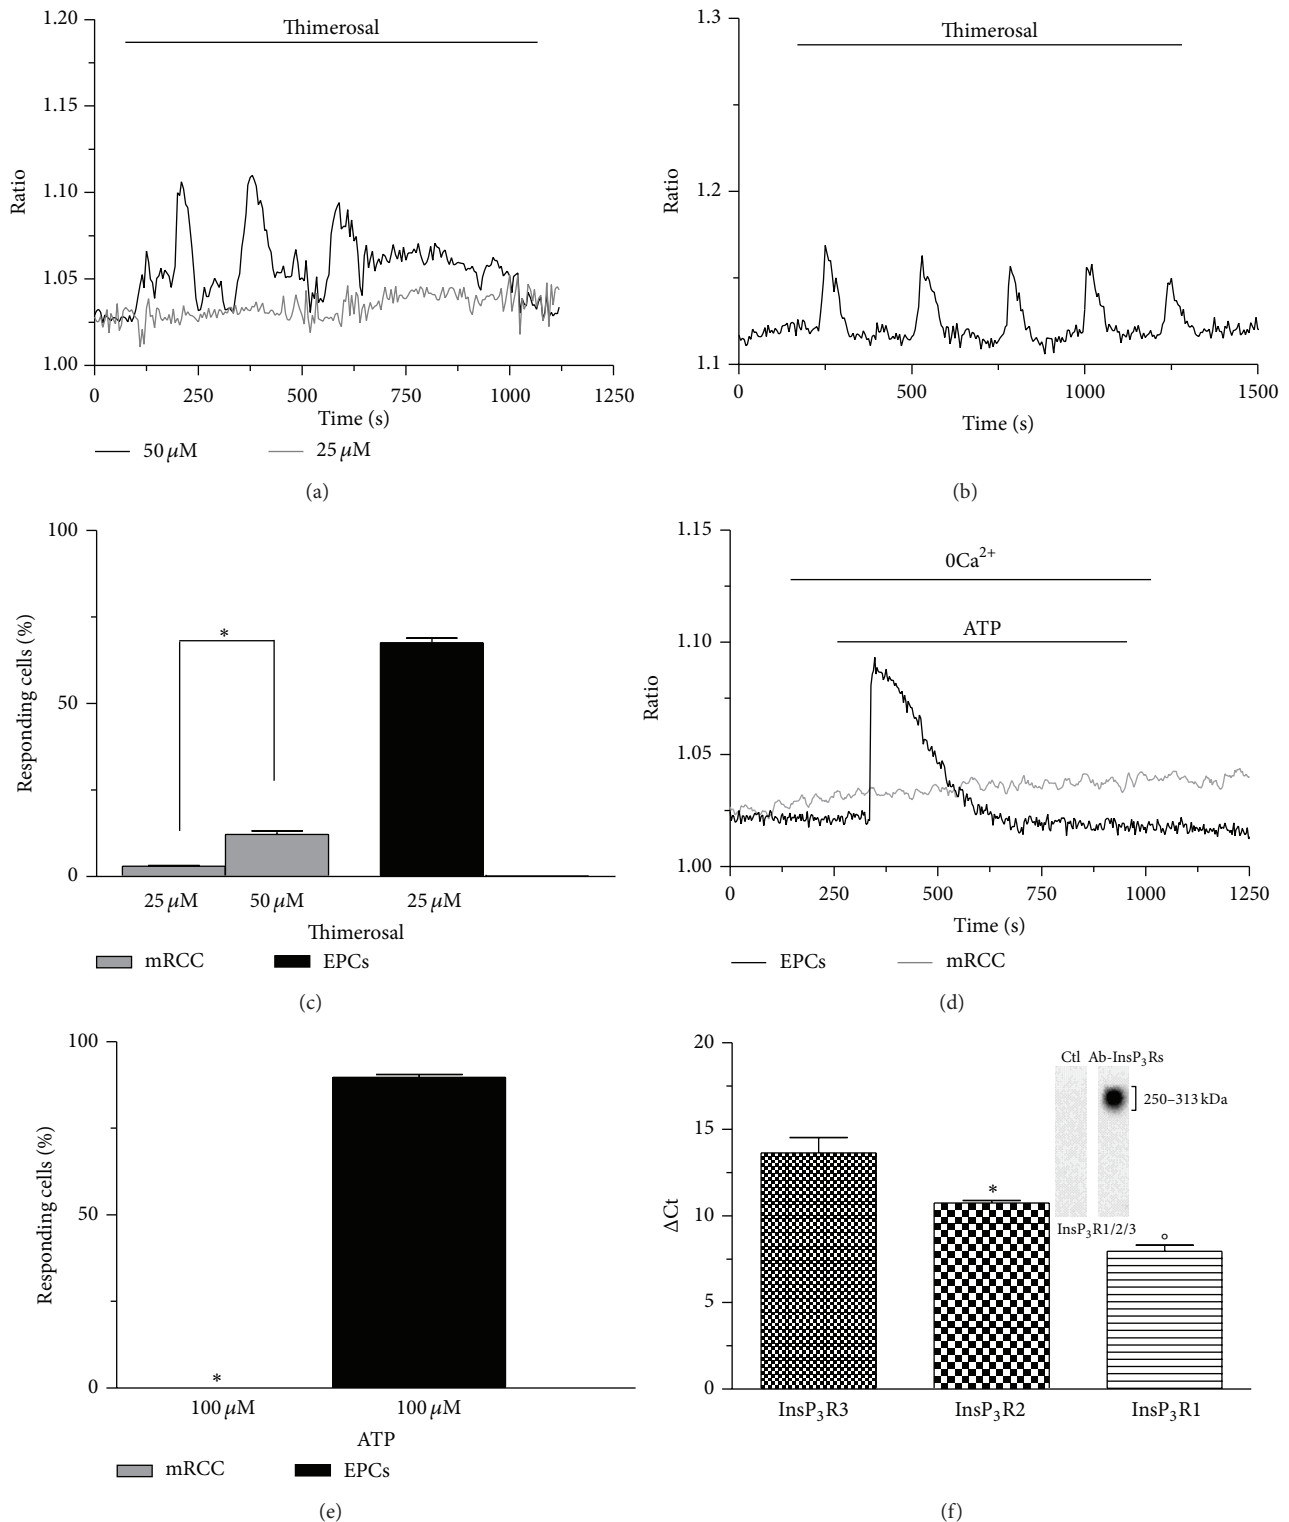 Thimerosal
1.20
1.15
1.10
1.05
1.00
Ratio
0 250 500 750 1000 1250
Time (s)
50 μM 25 μM
(a)
Thimerosal
1.3
1.2
1.1
Ratio
0 500 1000 1500
Time (s)
(b)
100
50
0
Responding cells (%)
*
25 μM 50 μM 25 μM
Thimerosal
mRCC EPCs
(c)
1.15
1.10
1.05
1.00
Ratio
0Ca²⁺
ATP
0 250 500 750 1000 1250
Time (s)
EPCs mRCC
(d)
100
50
0
Responding cells (%)
*
100 μM 100 μM
ATP
mRCC EPCs
(e)
20
15
10
5
0
ΔCt
Ctl Ab-InsP₃Rs
250–313 kDa
InsP₃R1/2/3
*
°
InsP₃R3 InsP₃R2 InsP₃R1
(f)